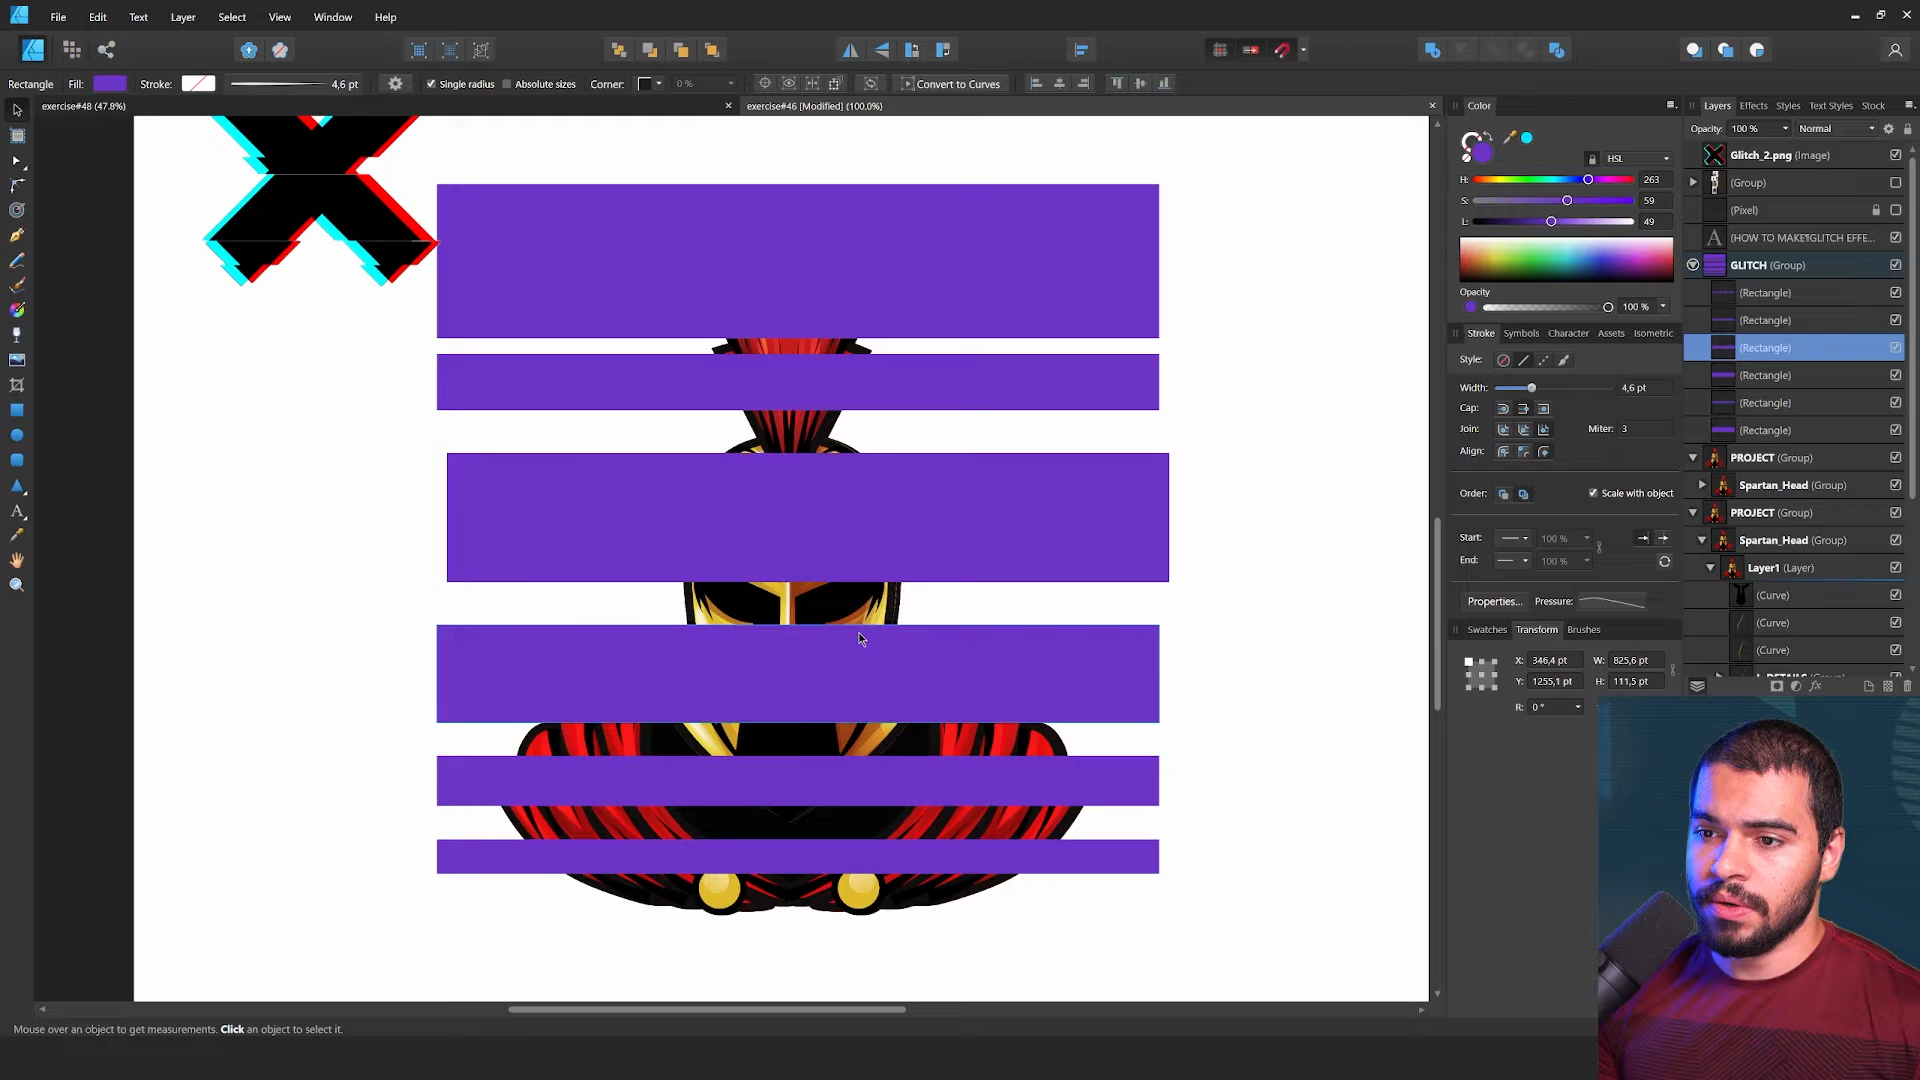 File Edit Text Layer Select View Window Help
Rectangle Fill: Stroke: 4,6 pt Single radius Absolute sizes Corner: 0 % Convert to Curves
exercise#48 (47.8%) exercise#46 [Modified] (100.0%)
Color
HSL
H: 263
S: 59
L: 49
Opacity
100 %
Stroke Symbols Character Assets Isometric
Style:
Width: 4,6 pt
Cap:
Join: Miter: 3
Align:
Order: Scale with object
Start: 100 %
End: 100 %
Properties... Pressure:
Swatches Transform Brushes
X: 346,4 pt W: 825,6 pt
Y: 1255,1 pt H: 111,5 pt
R: 0 °
Layers Effects Styles Text Styles Stock
Opacity: 100 % Normal
Glitch_2.png (Image)
(Group)
(Pixel)
(HOW TO MAKE¶GLITCH EFFE...
GLITCH (Group)
(Rectangle)
(Rectangle)
(Rectangle)
(Rectangle)
(Rectangle)
(Rectangle)
PROJECT (Group)
Spartan_Head (Group)
PROJECT (Group)
Spartan_Head (Group)
Layer1 (Layer)
(Curve)
(Curve)
(Curve)
Mouse over an object to get measurements. Click an object to select it.